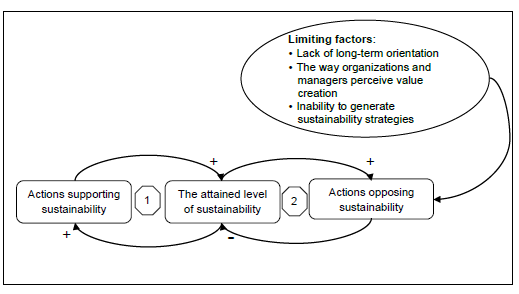 Limiting factors:
• Lack of long-term orientation
• The way organizations and
managers perceive value
creation
• Inability to generate
sustainability strategies
+
+
Actions supporting
sustainability
1
The attained level
of sustainability
2
Actions opposing
sustainability
+
-